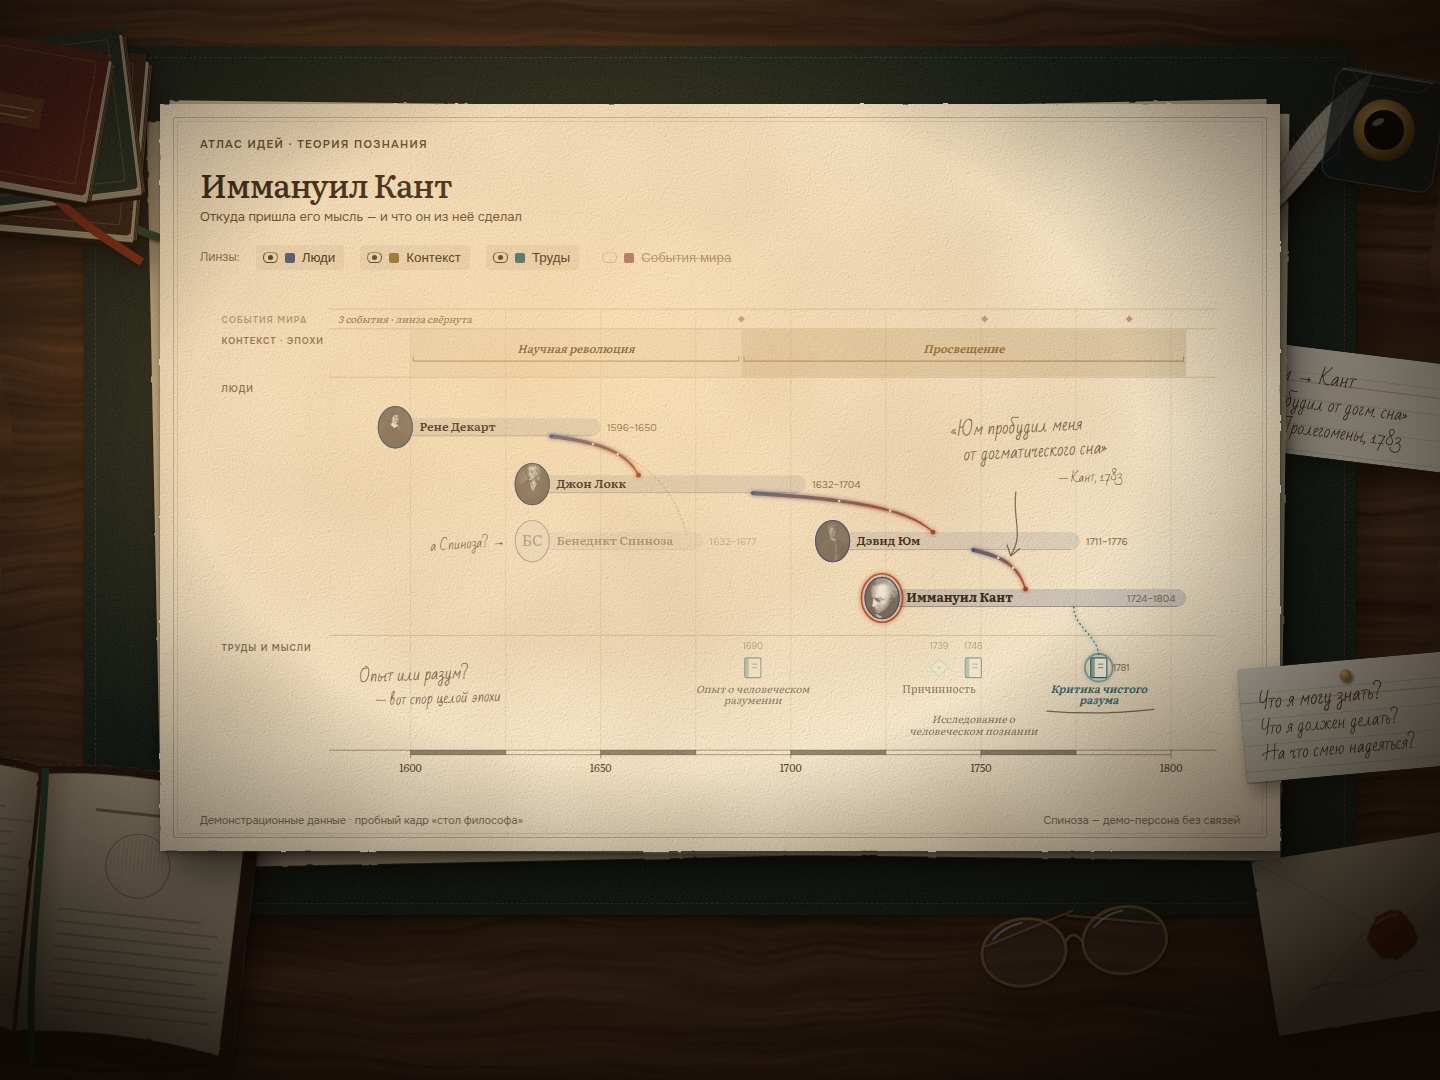 АТЛАС ИДЕЙ · ТЕОРИЯ ПОЗНАНИЯ
Иммануил Кант
Откуда пришла его мысль — и что он из неё сделал
Линзы: Люди Контекст Труды События мира
СОБЫТИЯ МИРА 3 события · линза свёрнута
КОНТЕКСТ · ЭПОХИ
Научная революция Просвещение
ЛЮДИ
Рене Декарт 1596–1650
«Юм пробудил меня
от догматического сна»
— Кант, 1783
Джон Локк 1632–1704
а Спиноза? → БС Бенедикт Спиноза 1632–1677
Дэвид Юм 1711–1776
Иммануил Кант 1724–1804
ТРУДЫ И МЫСЛИ
Опыт или разум?
— вот спор целой эпохи
1690
Опыт о человеческом
разумении
1739
Причинность
1748
Исследование о
человеческом познании
1781
Критика чистого
разума
1600 1650 1700 1750 1800
Демонстрационные данные · пробный кадр «стол философа»
Спиноза — демо-персона без связей
→ Кант
от догм. сна»
1783
Что я могу знать?
Что я должен делать?
На что смею надеяться?